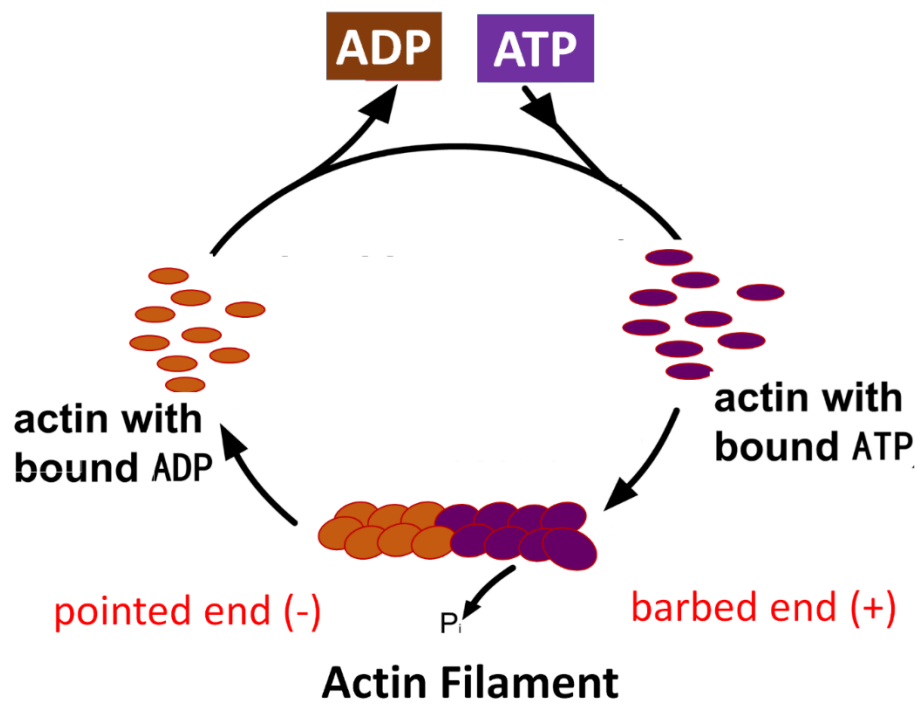 ADP
ATP
actin with
bound ADP
actin with
bound ATP
pointed end (-)
Pi
barbed end (+)
Actin Filament